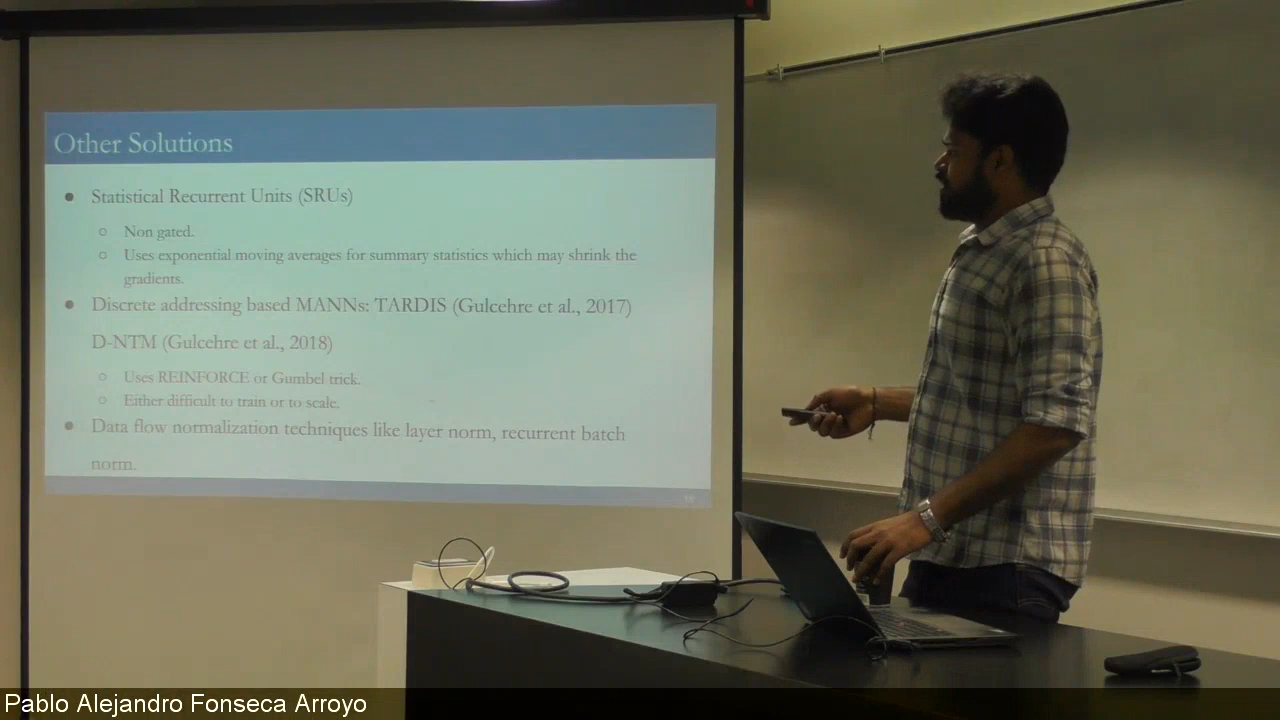 Other Solutions
● Statistical Recurrent Units (SRUs)
○ Non gated.
○ Uses exponential moving averages for summary statistics which may shrink the
gradients.
● Discrete addressing based MANNs: TARDIS (Gulcehre et al., 2017)
D-NTM (Gulcehre et al., 2018)
○ Uses REINFORCE or Gumbel trick.
○ Either difficult to train or to scale.
● Data flow normalization techniques like layer norm, recurrent batch
norm.
Pablo Alejandro Fonseca Arroyo